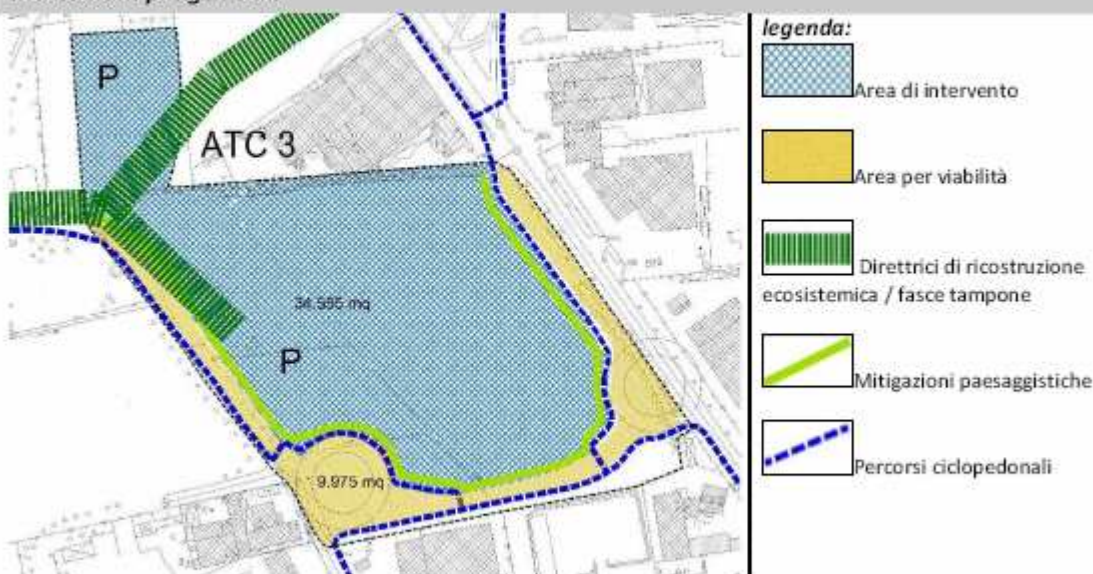 P
ATC 3
34.595 mq
P
9.975 mq
legenda:
Area di intervento
Area per viabilità
Direttrici di ricostruzione
ecosistemica / fasce tampone
Mitigazioni paesaggistiche
Percorsi ciclopedonali